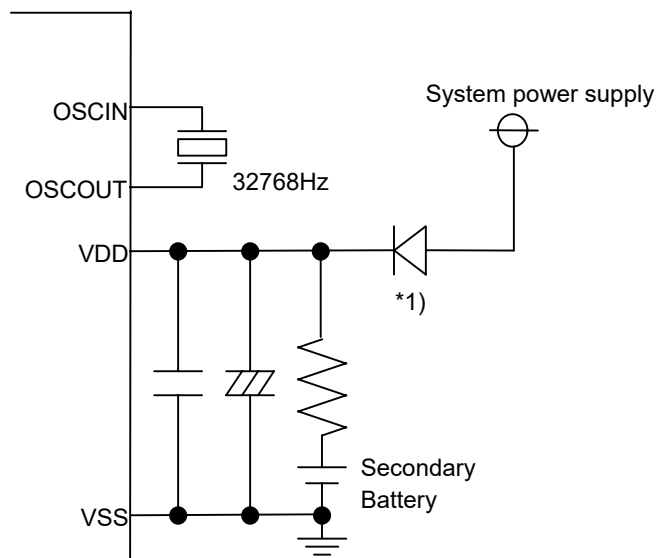 OSCIN
System power supply
OSCOUT
32768Hz
VDD
*1)
Secondary
Battery
VSS